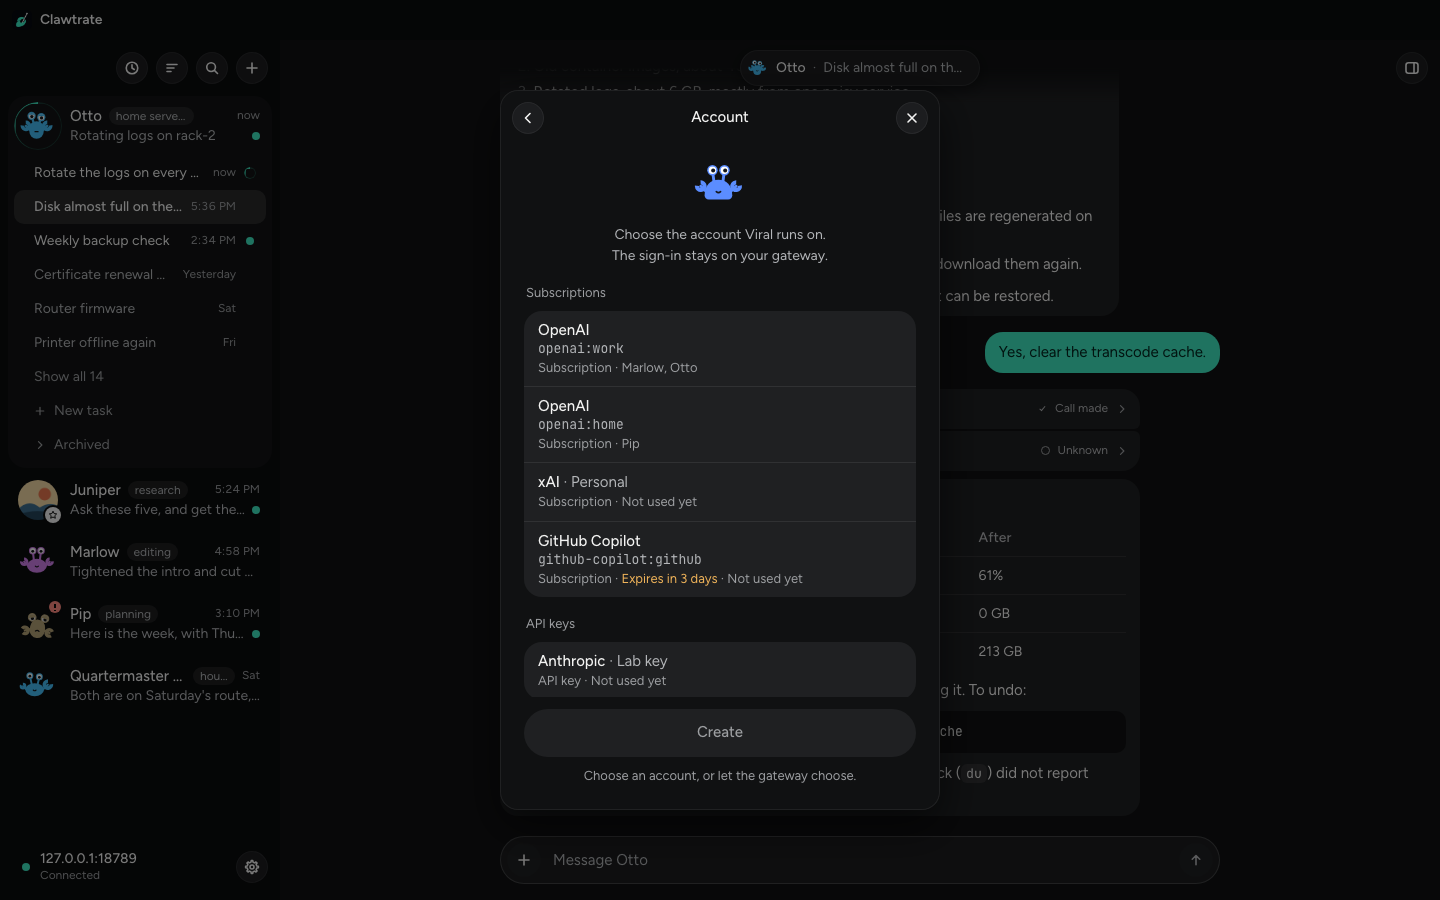 Clawtrate
Otto home serve... now
Rotating logs on rack-2
Rotate the logs on every ... now
Disk almost full on the... 5:36 PM
Weekly backup check 2:34 PM
Certificate renewal ... Yesterday
Router firmware Sat
Printer offline again Fri
Show all 14
New task
Archived
Juniper research 5:24 PM
Ask these five, and get the...
Marlow editing 4:58 PM
Tightened the intro and cut ...
Pip planning 3:10 PM
Here is the week, with Thu...
Quartermaster ... hou... Sat
Both are on Saturday's route,...
127.0.0.1:18789
Connected
Otto · Disk almost full on th...
Account
Choose the account Viral runs on.
The sign-in stays on your gateway.
Subscriptions
OpenAI
openai:work
Subscription · Marlow, Otto
OpenAI
openai:home
Subscription · Pip
xAI · Personal
Subscription · Not used yet
GitHub Copilot
github-copilot:github
Subscription · Expires in 3 days · Not used yet
API keys
Anthropic · Lab key
API key · Not used yet
Create
Choose an account, or let the gateway choose.
are regenerated on
download them again.
can be restored.
Yes, clear the transcode cache.
Call made
Unknown
After
61%
0 GB
213 GB
it. To undo:
( du ) did not report
Message Otto